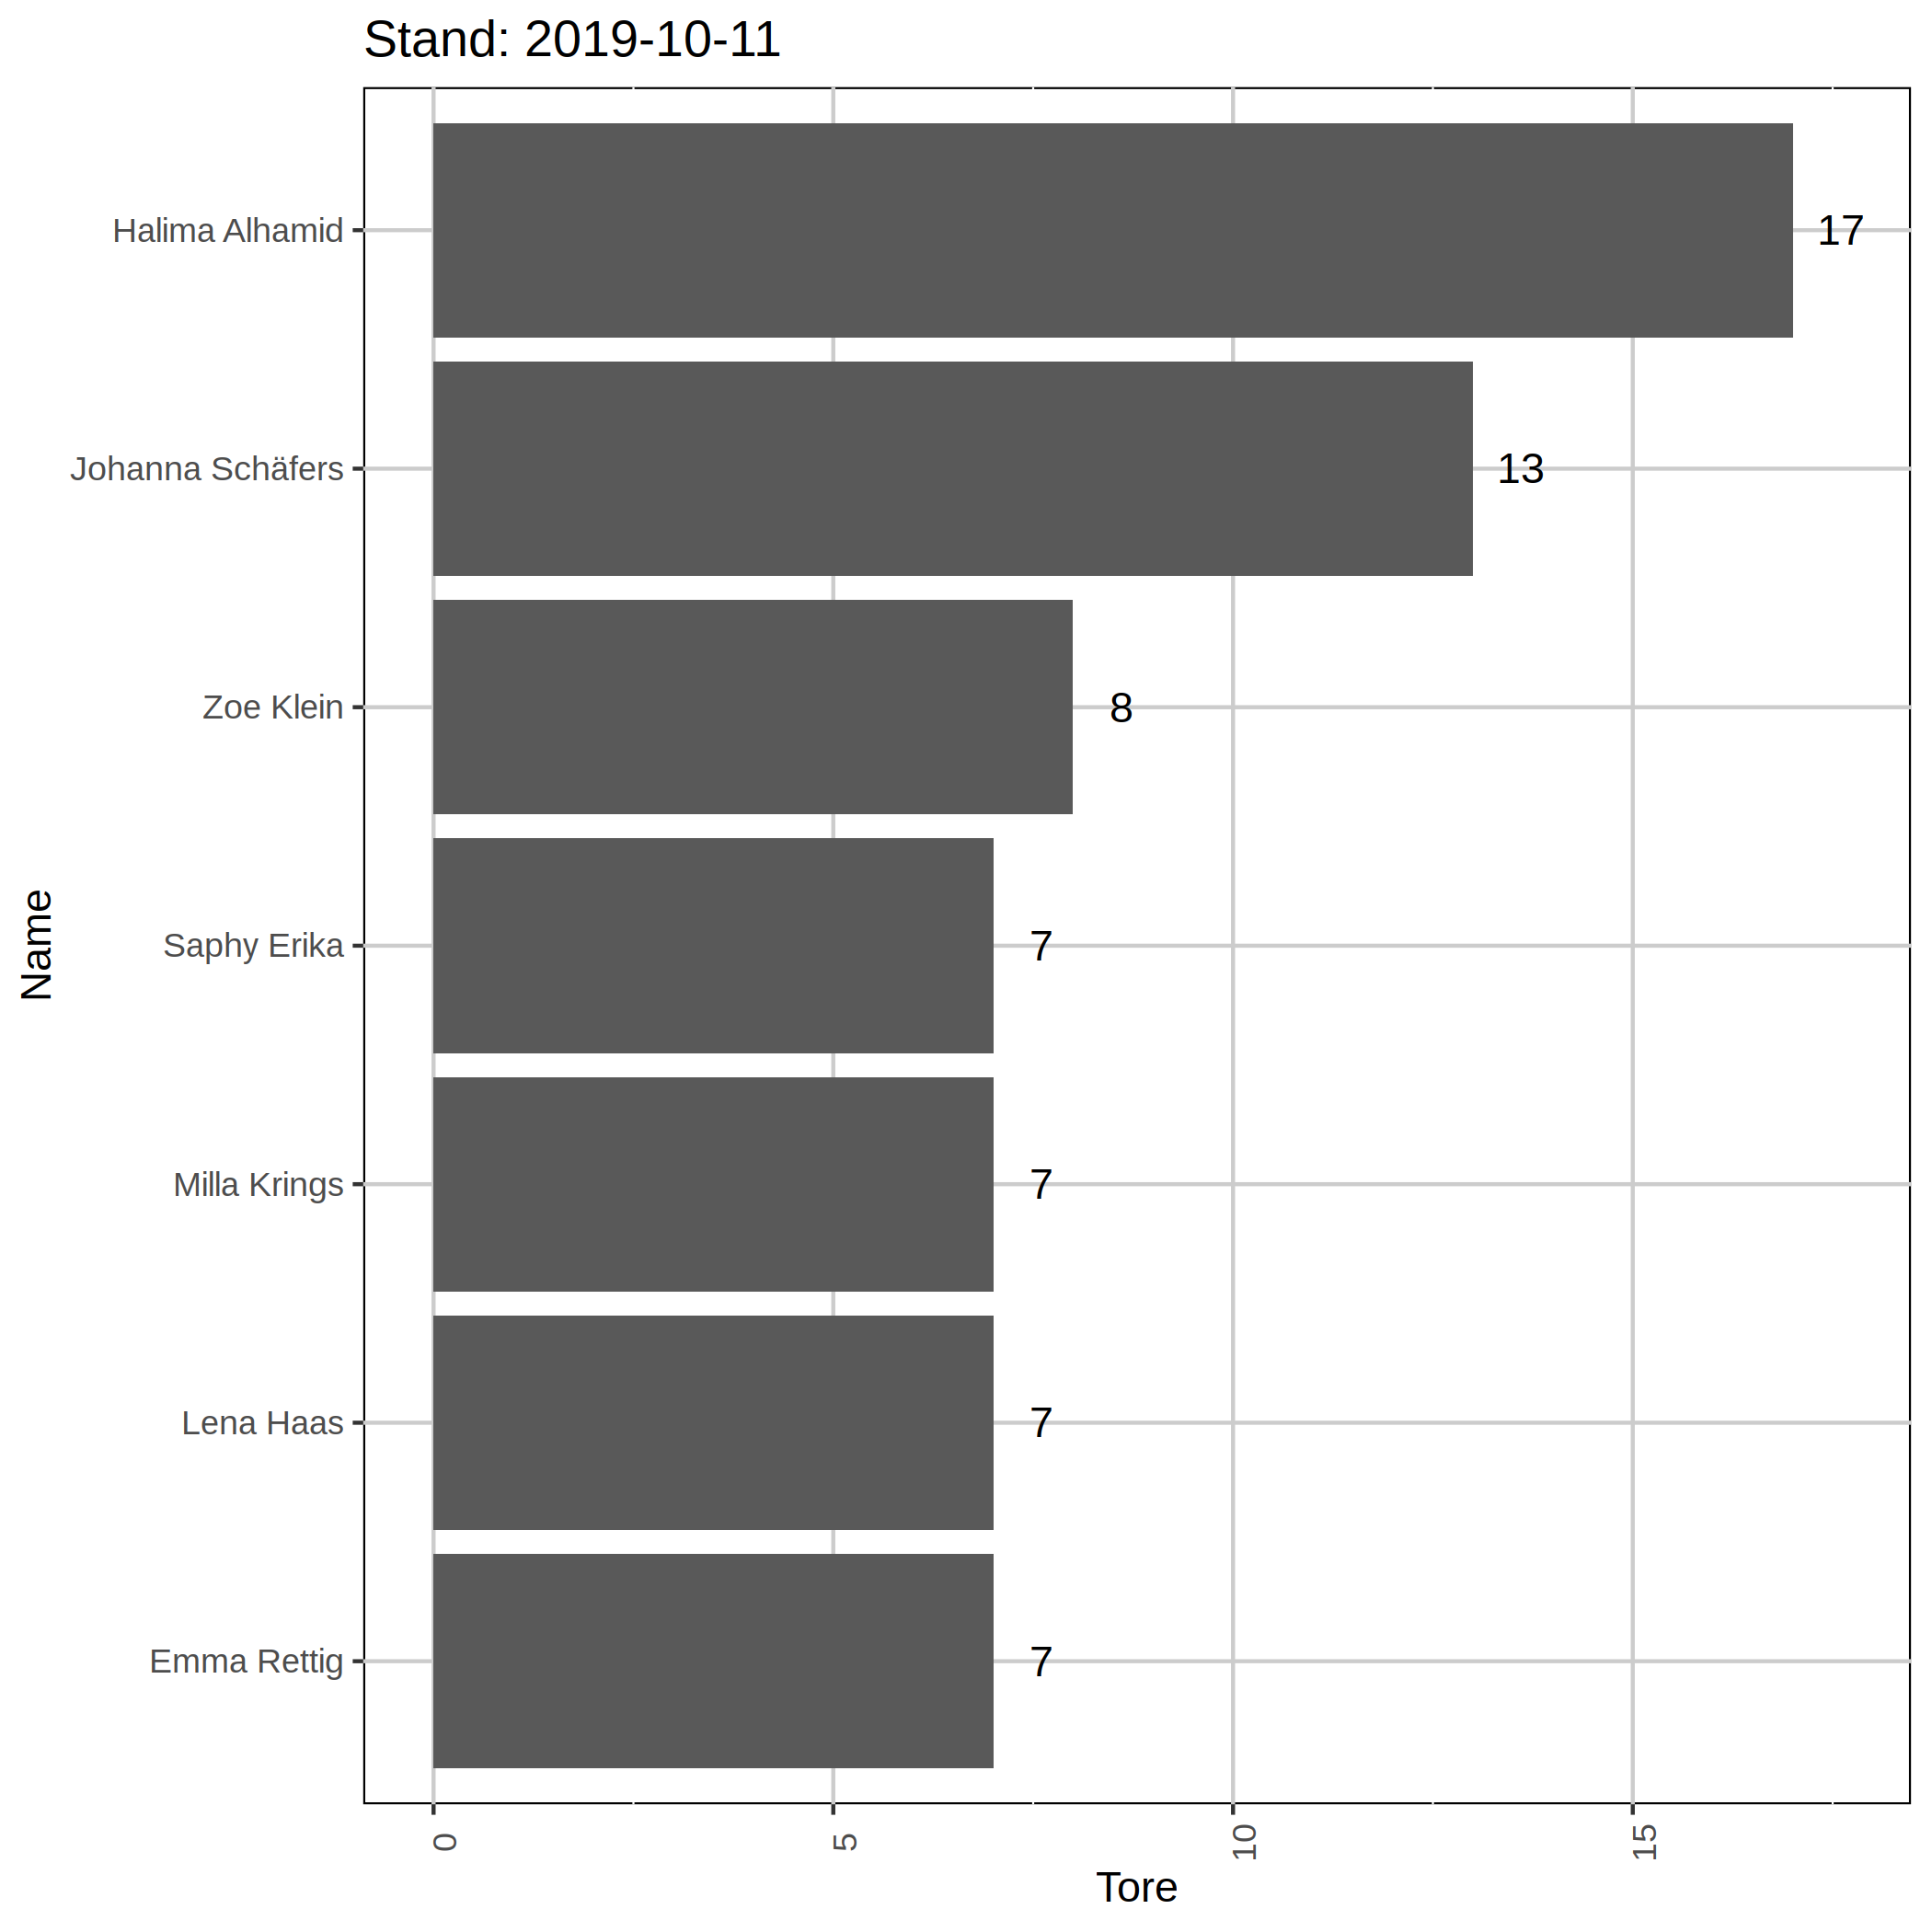 Stand: 2019-10-11
Halima Alhamid
17
Johanna Schäfers
13
Zoe Klein
8
Saphy Erika
7
Milla Krings
7
Lena Haas
7
Emma Rettig
7
Name
0
5
10
15
Tore